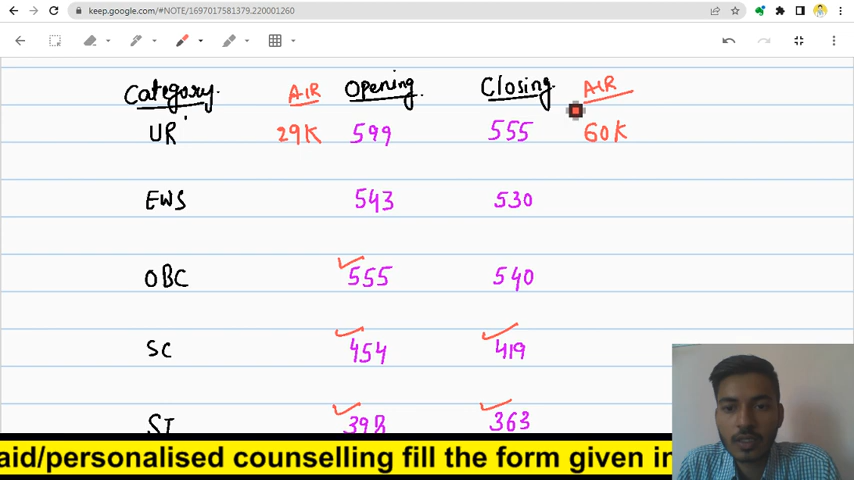 keep.google.com/#NOTE/1697017581379.220001260
Category AIR Opening Closing AIR
UR 29K 599 555 60K
EWS 543 530
OBC 555 540
SC 454 419
ST 398 363
aid/personalised counselling fill the form given in